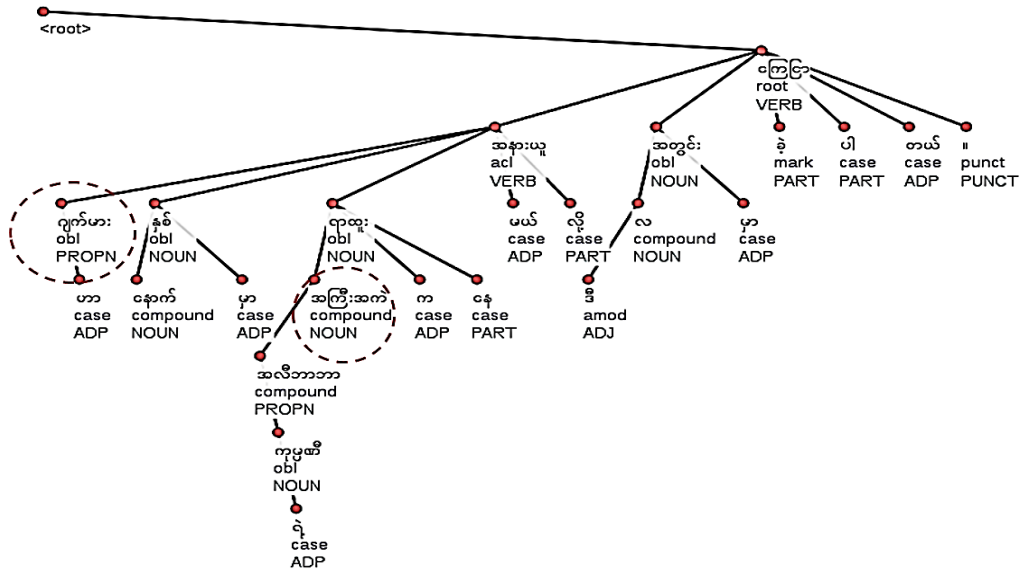 <root>
ကြေငြာ
root
VERB
အနားယူ
acl
VERB
အတွင်း
obl
NOUN
ခဲ့
mark
PART
ပါ
case
PART
တယ်
case
ADP
။
punct
PUNCT
ဂျက်မား
obl
PROPN
နှစ်
obl
NOUN
ရာထူး
obl
NOUN
မယ်
case
ADP
လို့
case
PART
လ
compound
NOUN
မှာ
case
ADP
ဟာ
case
ADP
နောက်
compound
NOUN
မှာ
case
ADP
အကြီးအကဲ
compound
NOUN
က
case
ADP
နေ
case
PART
ဒီ
amod
ADJ
အလီဘာဘာ
compound
PROPN
ကုမ္ပဏီ
obl
NOUN
ရဲ့
case
ADP